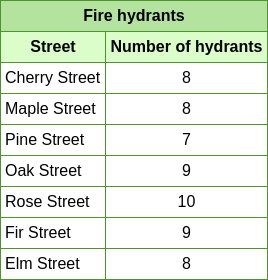 Fire hydrants
Street Number of hydrants
Cherry Street 8
Maple Street 8
Pine Street 7
Oak Street 9
Rose Street 10
Fir Street 9
Elm Street 8